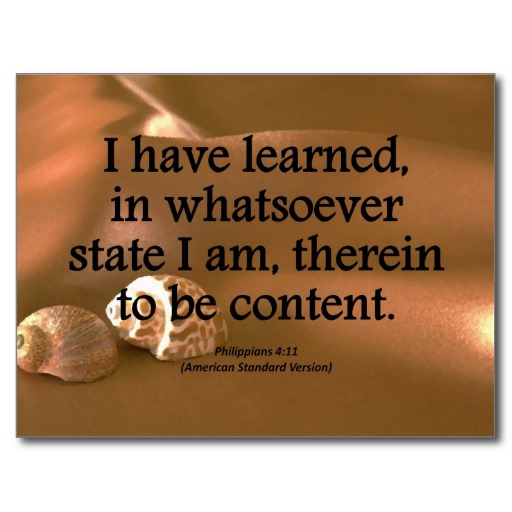 I have learned,
in whatsoever
state I am, therein
to be content.
Philippians 4:11
(American Standard Version)